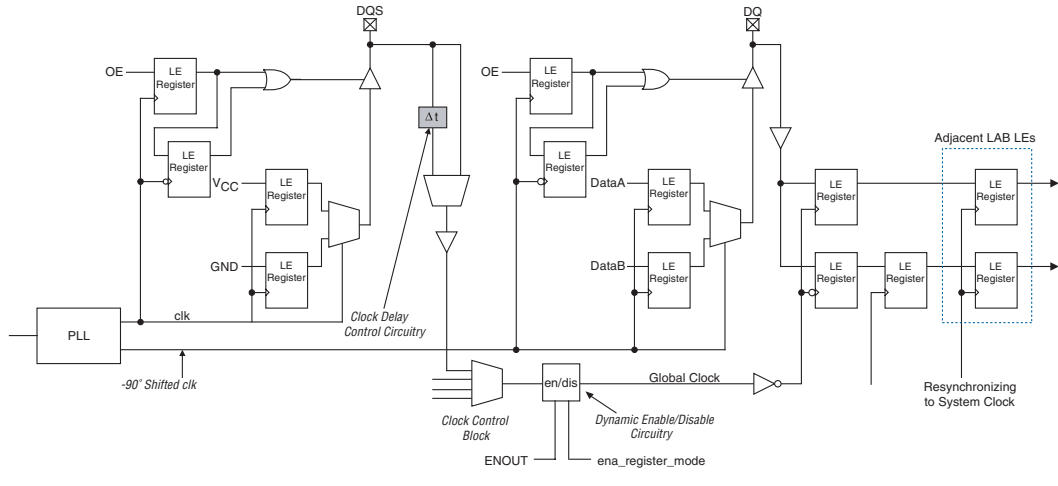 DQS
DQ
OE
LE
Register
LE
Register
VCC
LE
Register
GND
LE
Register
Δt
OE
LE
Register
LE
Register
DataA
LE
Register
DataB
LE
Register
Adjacent LAB LEs
LE
Register
LE
Register
LE
Register
LE
Register
LE
Register
PLL
clk
-90° Shifted clk
Clock Delay
Control Circuitry
Clock Control
Block
en/dis
Global Clock
Dynamic Enable/Disable
Circuitry
ENOUT
ena_register_mode
Resynchronizing
to System Clock